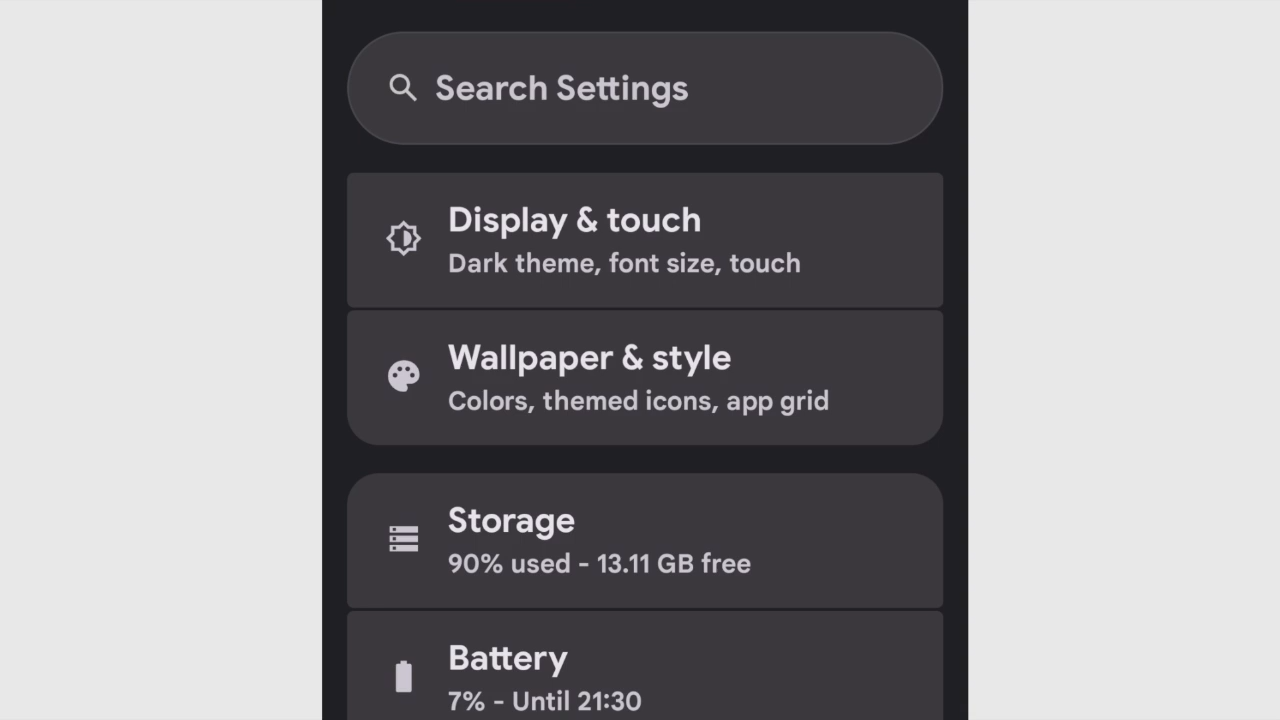 Search Settings
Display & touch
Dark theme, font size, touch
Wallpaper & style
Colors, themed icons, app grid
Storage
90% used - 13.11 GB free
Battery
7% - Until 21:30